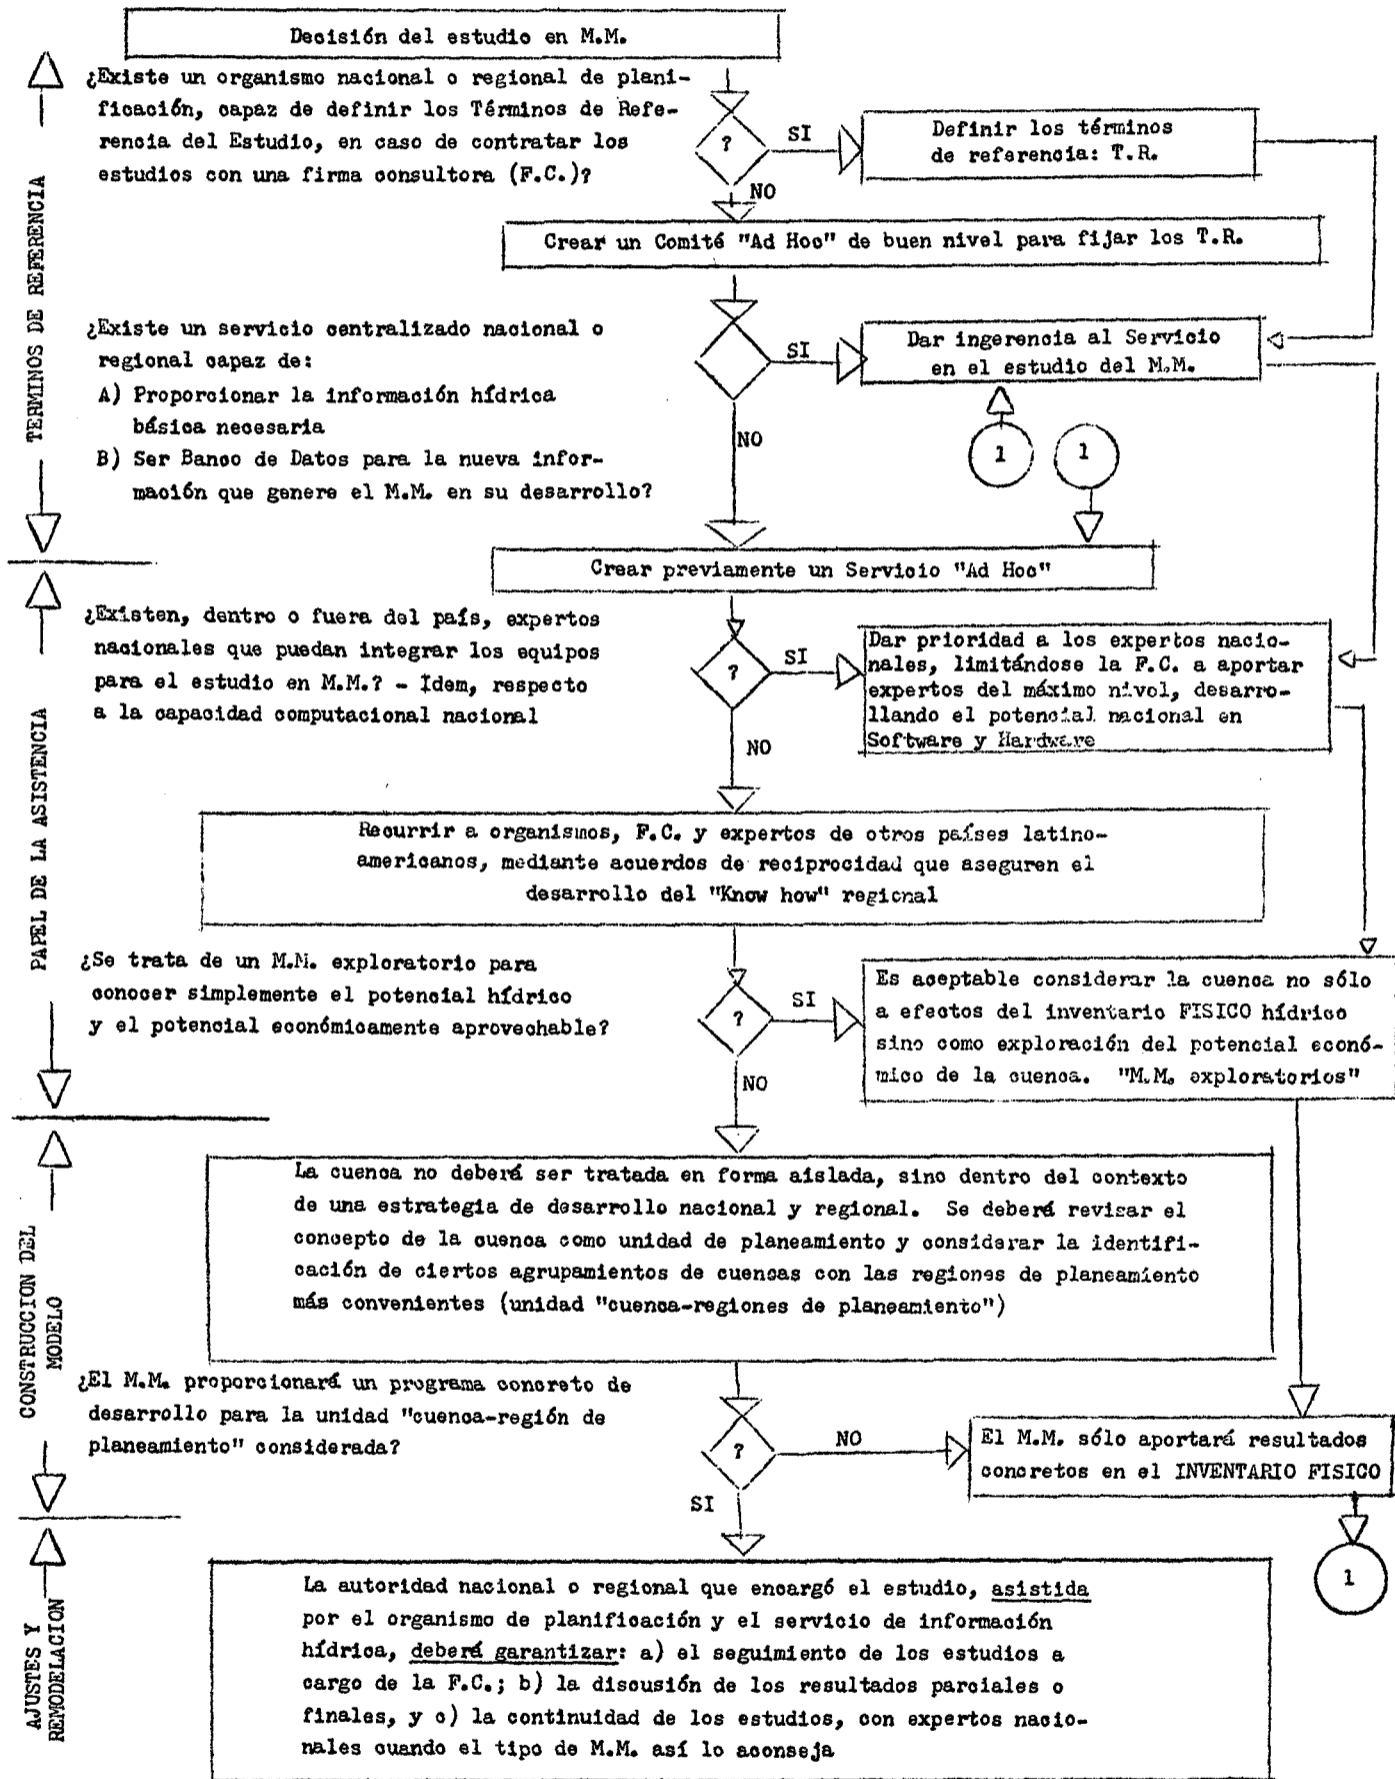 Decisión del estudio en M.M.
¿Existe un organismo nacional o regional de plani-
ficación, capaz de definir los Términos de Refe-
rencia del Estudio, en caso de contratar los
estudios con una firma consultora (F.C.)?
?
SI
NO
Definir los términos
de referencia: T.R.
TERMINOS DE REFERENCIA
Crear un Comité "Ad Hoc" de buen nivel para fijar los T.R.
¿Existe un servicio centralizado nacional o
regional capaz de:
A) Proporcionar la información hídrica
básica necesaria
B) Ser Banco de Datos para la nueva infor-
mación que genere el M.M. en su desarrollo?
SI
NO
Dar ingerencia al Servicio
en el estudio del M.M.
1
1
Crear previamente un Servicio "Ad Hoc"
¿Existen, dentro o fuera del país, expertos
nacionales que puedan integrar los equipos
para el estudio en M.M.? - Idem, respecto
a la capacidad computacional nacional
?
SI
NO
Dar prioridad a los expertos nacio-
nales, limitándose la F.C. a aportar
expertos del máximo nivel, desarro-
llando el potencial nacional en
Software y Hardware
PAPEL DE LA ASISTENCIA
Recurrir a organismos, F.C. y expertos de otros países latino-
americanos, mediante acuerdos de reciprocidad que aseguren el
desarrollo del "Know how" regional
¿Se trata de un M.M. exploratorio para
conocer simplemente el potencial hídrico
y el potencial económicamente aprovechable?
?
SI
NO
Es aceptable considerar la cuenca no sólo
a efectos del inventario FISICO hídrico
sino como exploración del potencial econó-
mico de la cuenca. "M.M. exploratorios"
CONSTRUCCION DEL
MODELO
La cuenca no deberá ser tratada en forma aislada, sino dentro del contexto
de una estrategia de desarrollo nacional y regional. Se deberá revisar el
concepto de la cuenca como unidad de planeamiento y considerar la identifi-
cación de ciertos agrupamientos de cuencas con las regiones de planeamiento
más convenientes (unidad "cuenca-regiones de planeamiento")
¿El M.M. proporcionará un programa concreto de
desarrollo para la unidad "cuenca-región de
planeamiento" considerada?
?
NO
SI
El M.M. sólo aportará resultados
concretos en el INVENTARIO FISICO
1
AJUSTES Y
REMODELACION
La autoridad nacional o regional que encargó el estudio, asistida
por el organismo de planificación y el servicio de información
hídrica, deberá garantizar: a) el seguimiento de los estudios a
cargo de la F.C.; b) la discusión de los resultados parciales o
finales, y c) la continuidad de los estudios, con expertos nacio-
nales cuando el tipo de M.M. así lo aconseja